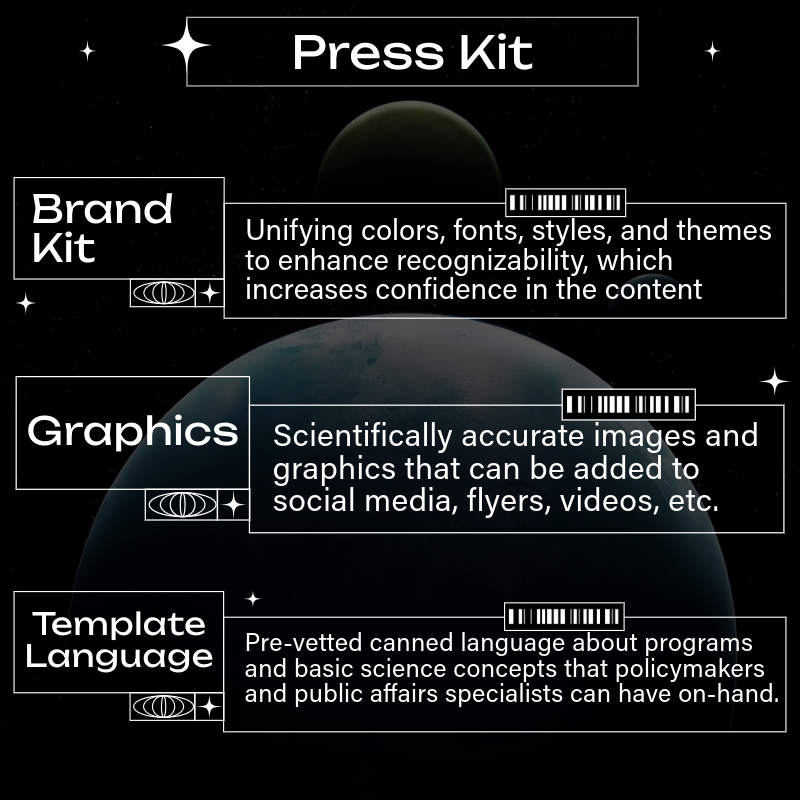 Press Kit
Brand
Kit
Unifying colors, fonts, styles, and themes
to enhance recognizability, which
increases confidence in the content
Graphics
Scientifically accurate images and
graphics that can be added to
social media, flyers, videos, etc.
Template
Language
Pre-vetted canned language about programs
and basic science concepts that policymakers
and public affairs specialists can have on-hand.